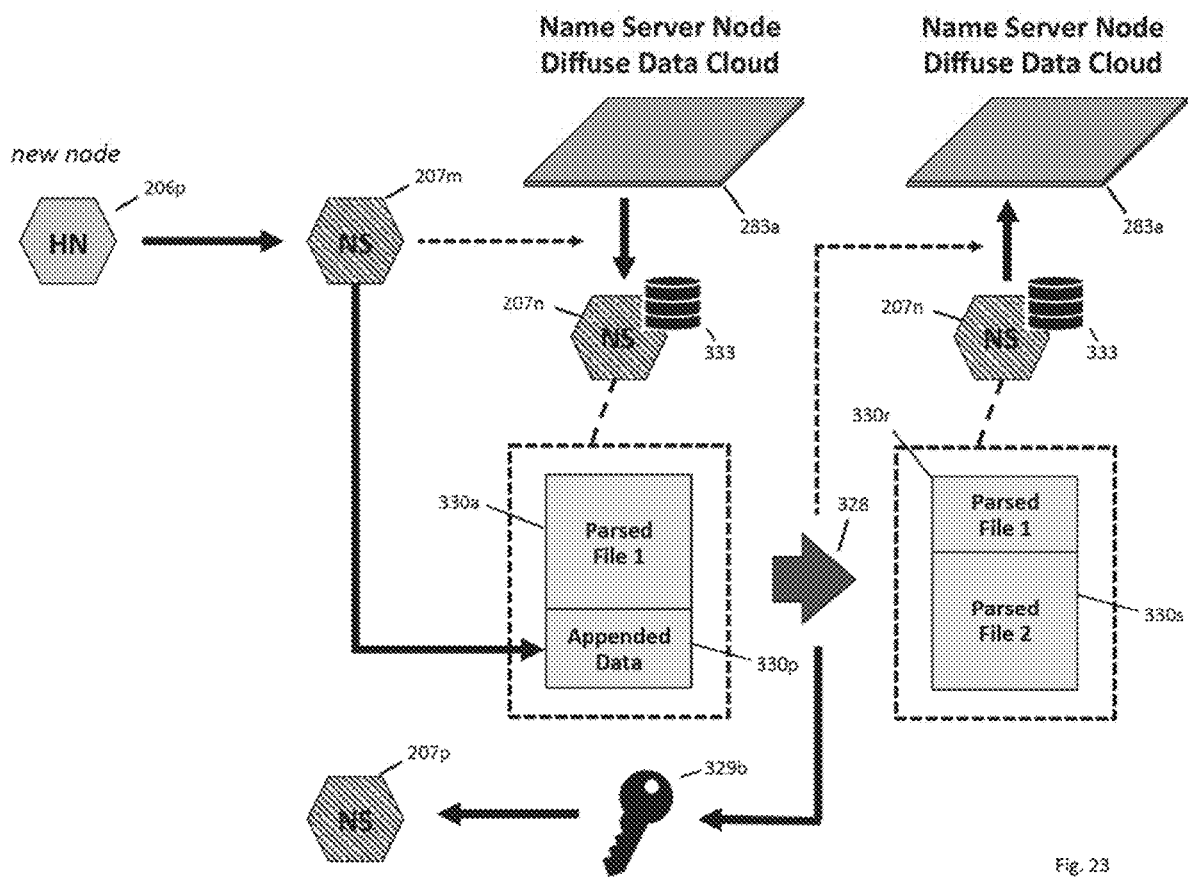 Name Server Node
Diffuse Data Cloud
Name Server Node
Diffuse Data Cloud
new node
206p
HN
207m
NS
283a
283a
207n
NS
333
207n
NS
333
330a
Parsed
File 1
Appended
Data
330p
328
330r
Parsed
File 1
Parsed
File 2
330s
207p
NS
329b
Fig. 23